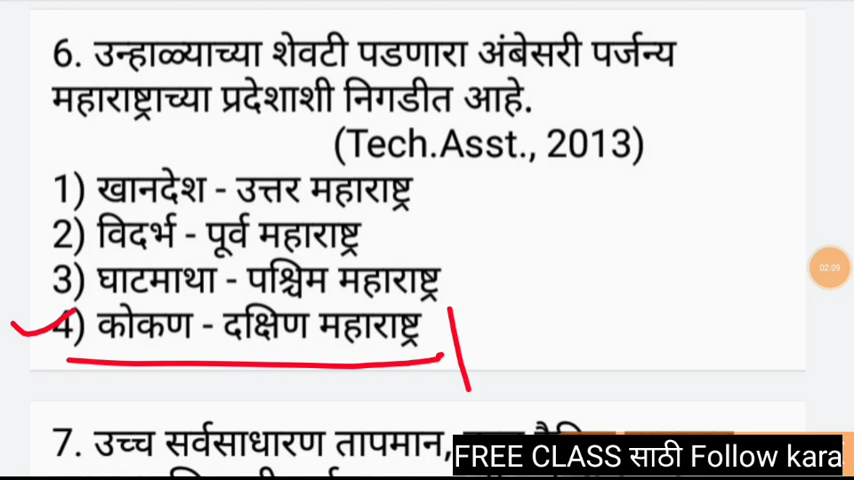 6. उन्हाळ्याच्या शेवटी पडणारा अंबेसरी पर्जन्य
महाराष्ट्राच्या प्रदेशाशी निगडीत आहे.
(Tech.Asst., 2013)
1) खानदेश - उत्तर महाराष्ट्र
2) विदर्भ - पूर्व महाराष्ट्र
3) घाटमाथा - पश्चिम महाराष्ट्र
4) कोकण - दक्षिण महाराष्ट्र
02:09
7. उच्च सर्वसाधारण तापमान,
FREE CLASS साठी Follow kara